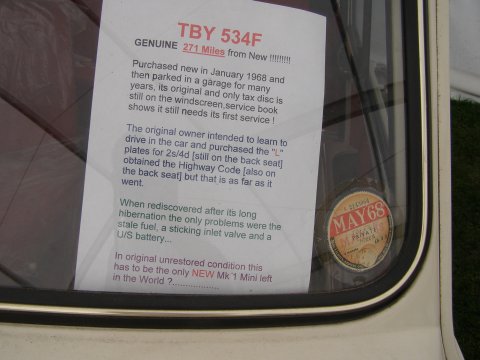 TBY 534F
GENUINE 271 Miles from New !!!!!!!!!
Purchased new in January 1968 and
then parked in a garage for many
years, its original and only tax disc is
still on the windscreen,service book
shows it still needs its first service !
The original owner intended to learn to
drive in the car and purchased the "L"
plates for 2s/4d [still on the back seat]
obtained the Highway Code [also on
the back seat] but that is as far as it
went.
When rediscovered after its long
hibernation the only problems were the
stale fuel, a sticking inlet valve and a
U/S battery...
In original unrestored condition this
has to be the only NEW Mk 1 Mini left
in the World ?..................
MAY68
PRIVATE